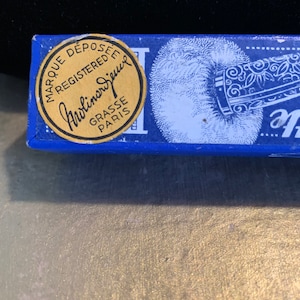 MARQUE DÉPOSÉE
REGISTERED
Molinard jeune
GRASSE
PARIS